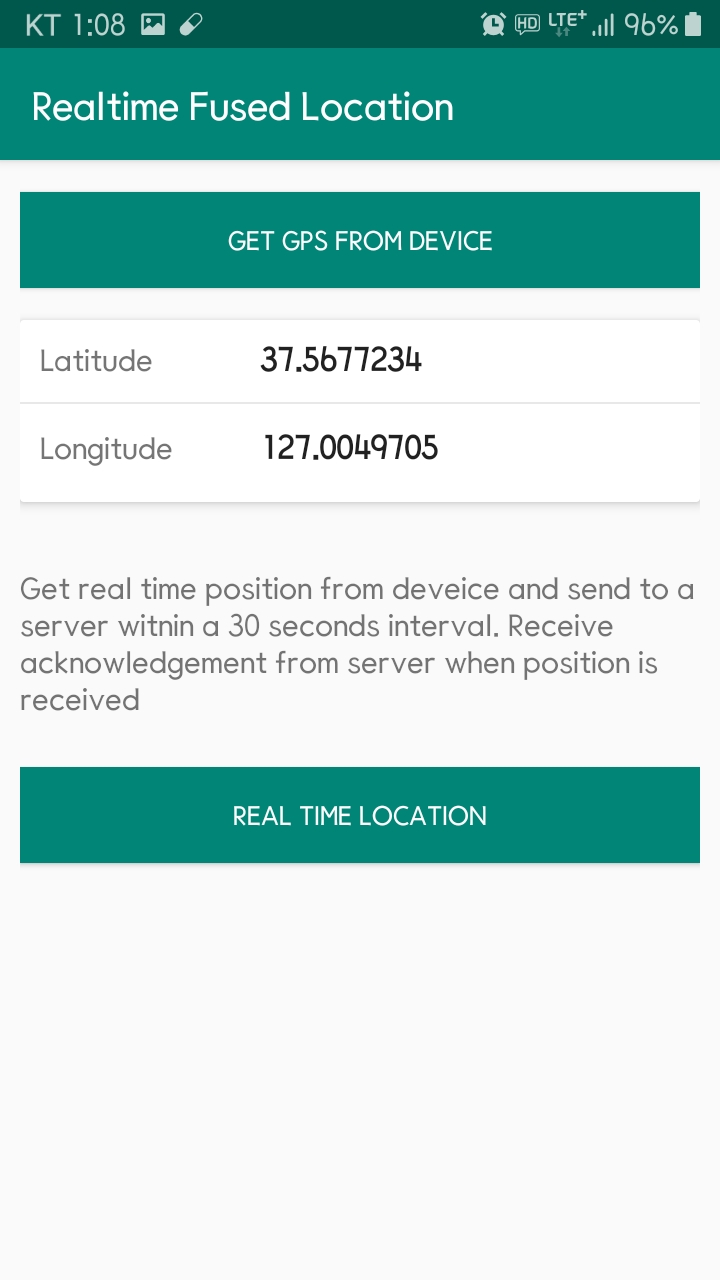 KT 1:08 HD LTE+ 96%
Realtime Fused Location
GET GPS FROM DEVICE
Latitude 37.5677234
Longitude 127.0049705
Get real time position from deveice and send to a
server witnin a 30 seconds interval. Receive
acknowledgement from server when position is
received
REAL TIME LOCATION